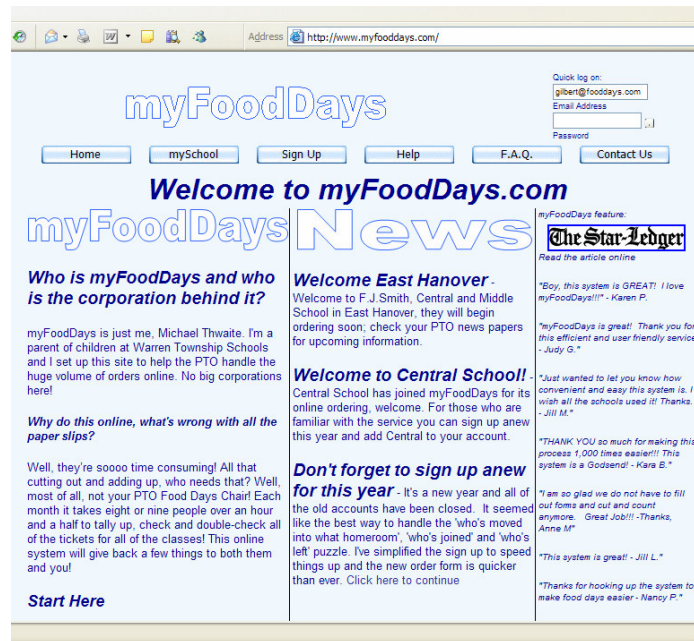 Address http://www.myfooddays.com/
myFoodDays
Quick log on:
gilbert@fooddays.com
Email Address
Password
Home
mySchool
Sign Up
Help
F.A.Q.
Contact Us
Welcome to myFoodDays.com
myFoodDays
Who is myFoodDays and who
is the corporation behind it?
myFoodDays is just me, Michael Thwaite. I'm a
parent of children at Warren Township Schools
and I set up this site to help the PTO handle the
huge volume of orders online. No big corporations
here!
Why do this online, what's wrong with all the
paper slips?
Well, they're soooo time consuming! All that
cutting out and adding up, who needs that? Well,
most of all, not your PTO Food Days Chair! Each
month it takes eight or nine people over an hour
and a half to tally up, check and double-check all
of the tickets for all of the classes! This online
system will give back a few things to both them
and you!
Start Here
News
Welcome East Hanover -
Welcome to F.J.Smith, Central and Middle
School in East Hanover, they will begin
ordering soon; check your PTO news papers
for upcoming information.
Welcome to Central School! -
Central School has joined myFoodDays for its
online ordering, welcome. For those who are
familiar with the service you can sign up anew
this year and add Central to your account.
Don't forget to sign up anew
for this year - It's a new year and all of
the old accounts have been closed. It seemed
like the best way to handle the 'who's moved
into what homeroom', 'who's joined' and 'who's
left' puzzle. I've simplified the sign up to speed
things up and the new order form is quicker
than ever. Click here to continue
myFoodDays feature:
The Star-Ledger
Read the article online
"Boy, this system is GREAT! I love
myFoodDays!!!" - Karen P.
"myFoodDays is great! Thank you for
this efficient and user friendly service
- Judy G."
"Just wanted to let you know how
convenient and easy this system is. I
wish all the schools used it! Thanks.
- Jill M."
"THANK YOU so much for making this
process 1,000 times easier!!! This
system is a Godsend! - Kara B."
"I am so glad we do not have to fill
out foms and cut and count
anymore. Great Job!!! -Thanks,
Anne M"
"This system is great! - Jill L."
"Thanks for hooking up the system to
make food days easier - Nancy P."